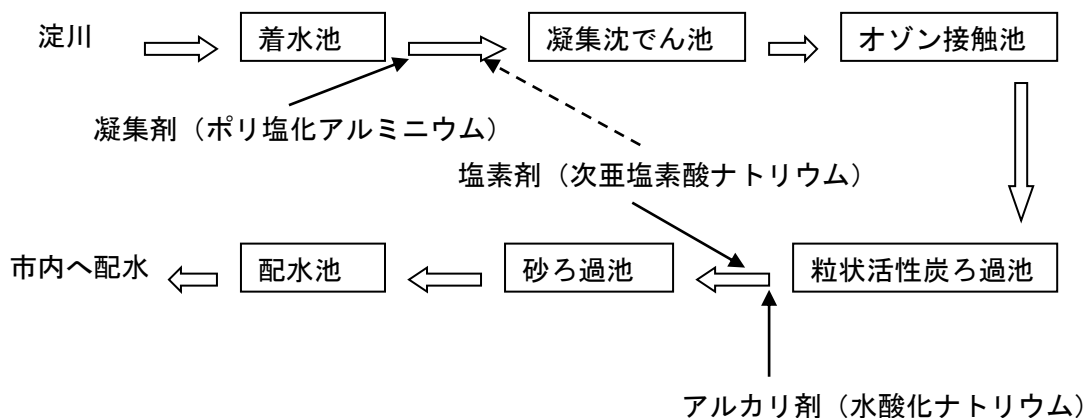 淀川
着水池
凝集沈でん池
オゾン接触池
凝集剤（ポリ塩化アルミニウム）
塩素剤（次亜塩素酸ナトリウム）
市内へ配水
配水池
砂ろ過池
粒状活性炭ろ過池
アルカリ剤（水酸化ナトリウム）